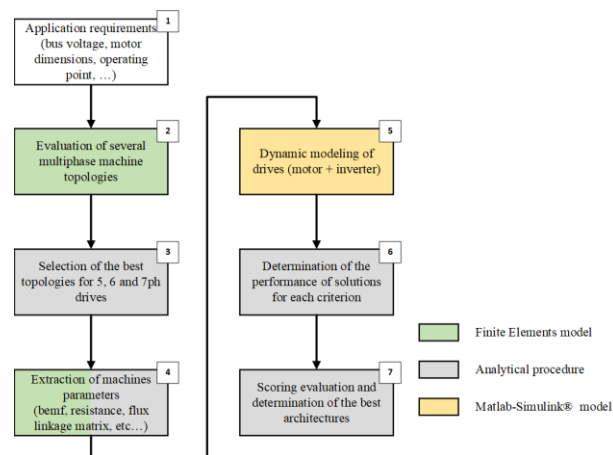 1
Application requirements
(bus voltage, motor
dimensions, operating
point, …)
2
Evaluation of several
multiphase machine
topologies
3
Selection of the best
topologies for 5, 6 and 7ph
drives
4
Extraction of machines
parameters
(bemf, resistance, flux
linkage matrix, etc…)
5
Dynamic modeling of
drives (motor + inverter)
6
Determination of the
performance of solutions
for each criterion
7
Scoring evaluation and
determination of the best
architectures
Finite Elements model
Analytical procedure
Matlab-Simulink® model